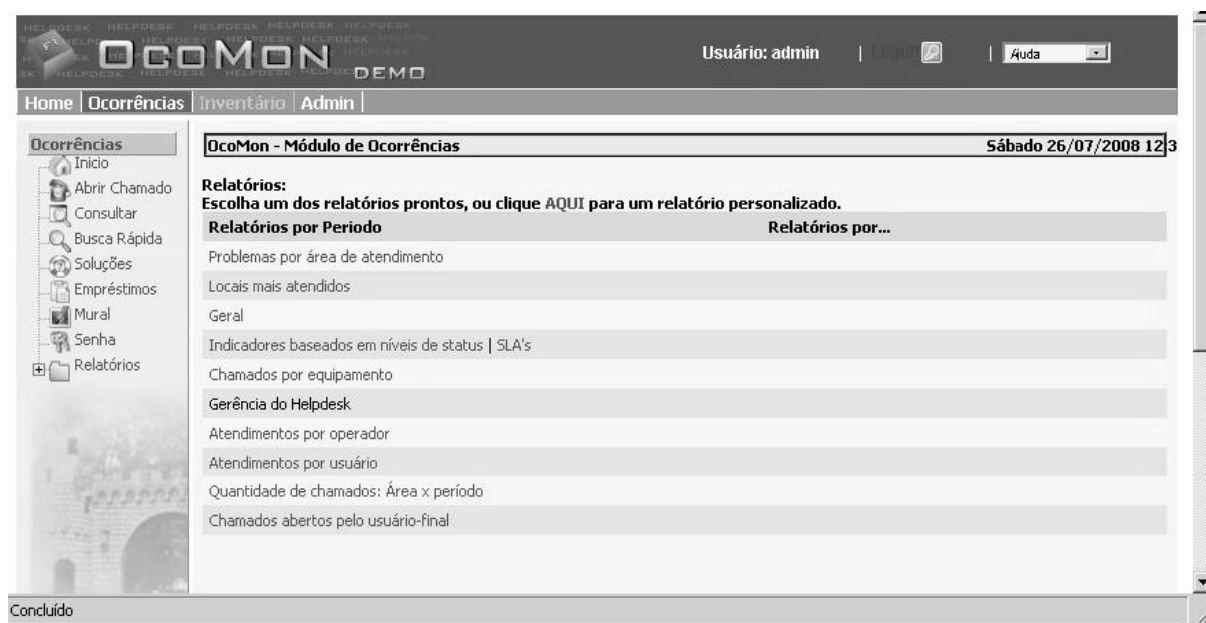 OCOMON DEMO
Usuário: admin | Logoff | Ajuda
Home | Ocorrências | Inventário | Admin |
Ocorrências
Inicio
Abrir Chamado
Consultar
Busca Rápida
Soluções
Empréstimos
Mural
Senha
Relatórios
OcoMon - Módulo de Ocorrências Sábado 26/07/2008 12:3
Relatórios:
Escolha um dos relatórios prontos, ou clique AQUI para um relatório personalizado.
Relatórios por Periodo Relatórios por...
Problemas por área de atendimento
Locais mais atendidos
Geral
Indicadores baseados em níveis de status | SLA's
Chamados por equipamento
Gerência do Helpdesk
Atendimentos por operador
Atendimentos por usuário
Quantidade de chamados: Área x período
Chamados abertos pelo usuário-final
Concluído